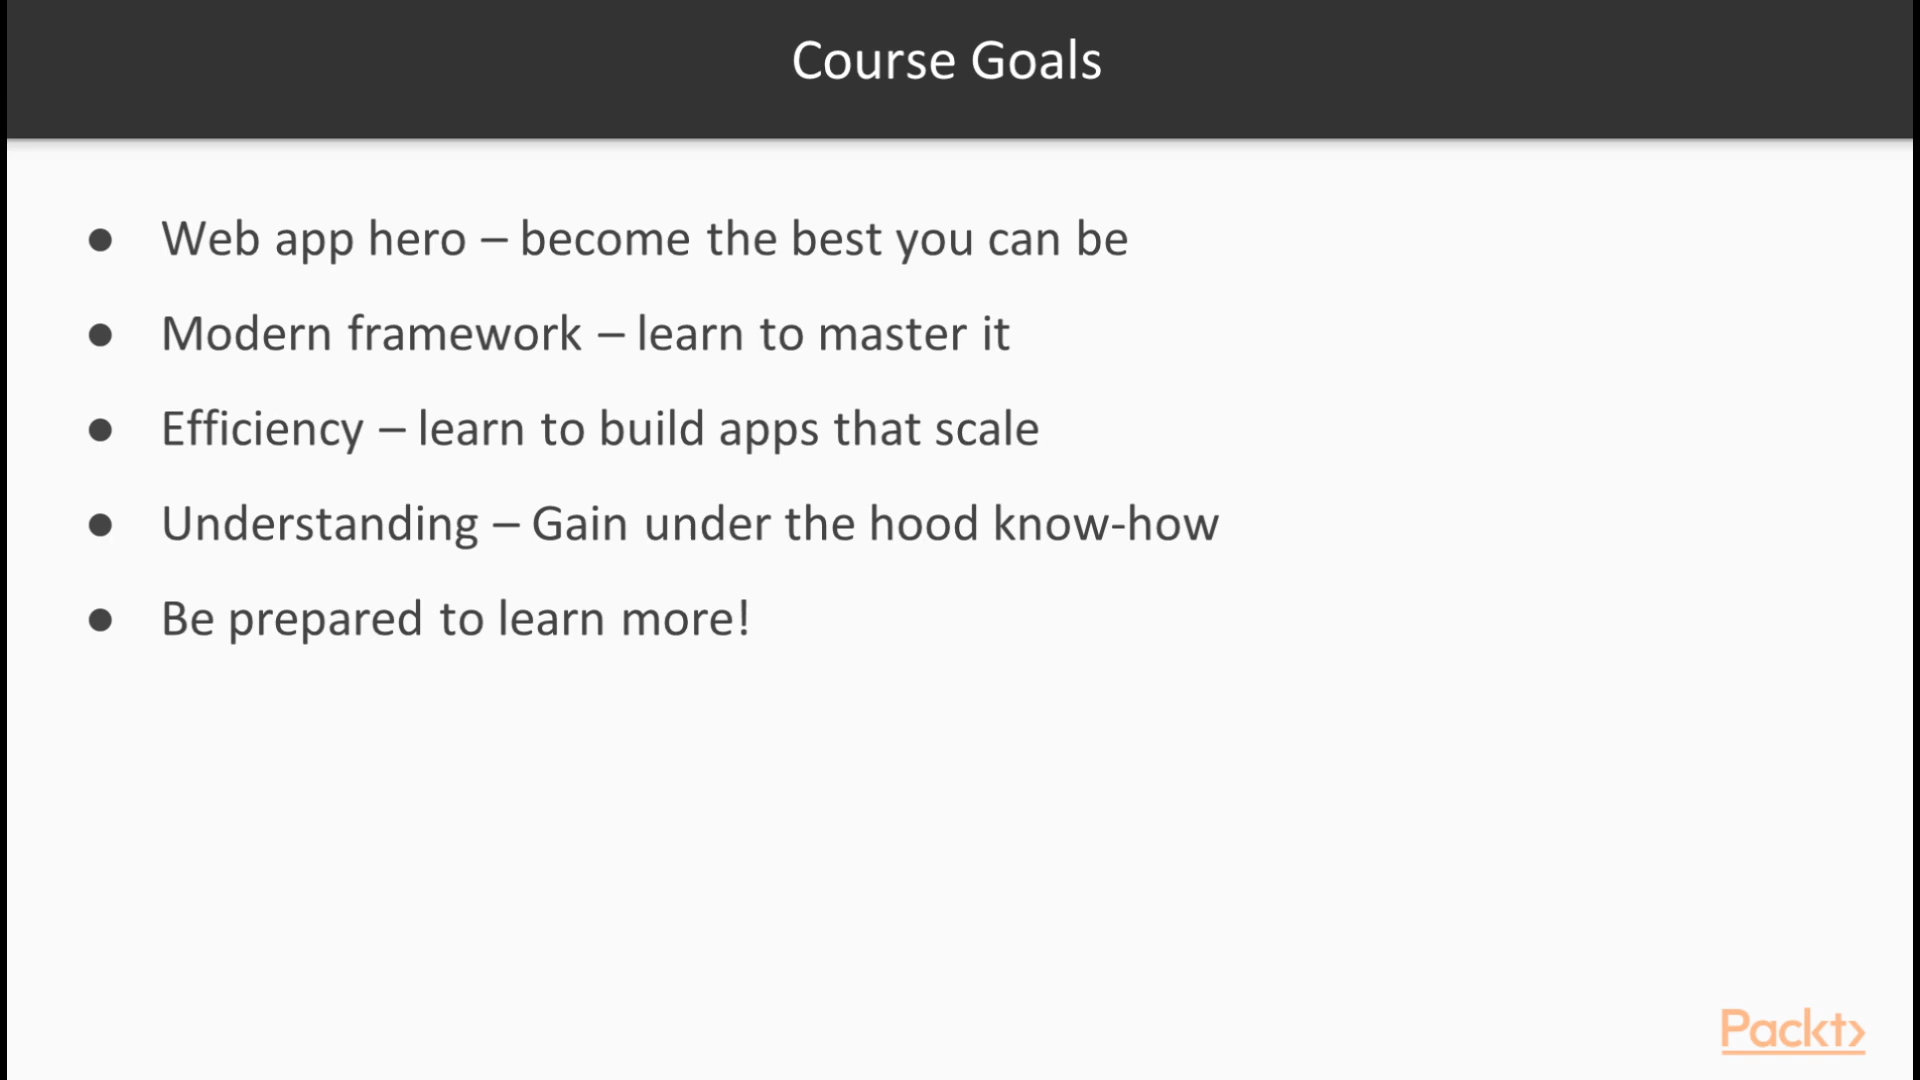 Course Goals
● Web app hero – become the best you can be
● Modern framework – learn to master it
● Efficiency – learn to build apps that scale
● Understanding – Gain under the hood know-how
● Be prepared to learn more!
Packt>